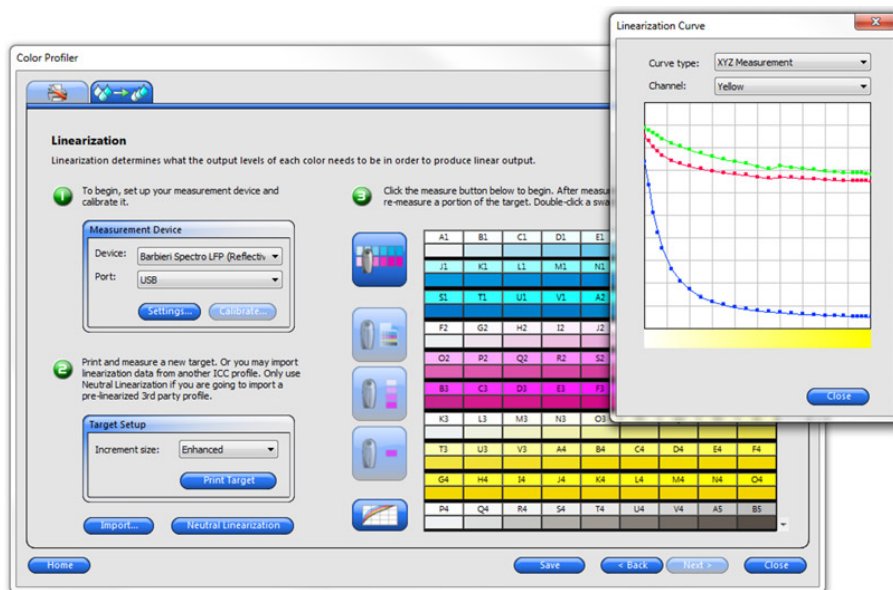 Linearization Curve
Curve type: XYZ Measurement
Channel: Yellow
Close
Color Profiler
Linearization
Linearization determines what the output levels of each color needs to be in order to produce linear output.
1 To begin, set up your measurement device and
calibrate it.
Measurement Device
Device: Barbieri Spectro LFP (Reflectiv
Port: USB
Settings... Calibrate...
2 Print and measure a new target. Or you may import
linearization data from another ICC profile. Only use
Neutral Linearization if you are going to import a
pre-linearized 3rd party profile.
Target Setup
Increment size: Enhanced
Print Target
Import... Neutral Linearization
3 Click the measure button below to begin. After measu
re-measure a portion of the target. Double-click a swa
A1 B1 C1 D1 E1
J1 K1 L1 M1 N1
S1 T1 U1 V1 A2
F2 G2 H2 I2 J2
O2 P2 Q2 R2 S2
B3 C3 D3 E3 F3
K3 L3 M3 N3 O3
T3 U3 V3 A4 B4 C4 D4 E4 F4
G4 H4 I4 J4 K4 L4 M4 N4 O4
P4 Q4 R4 S4 T4 U4 V4 A5 B5
Home Save < Back Next > Close